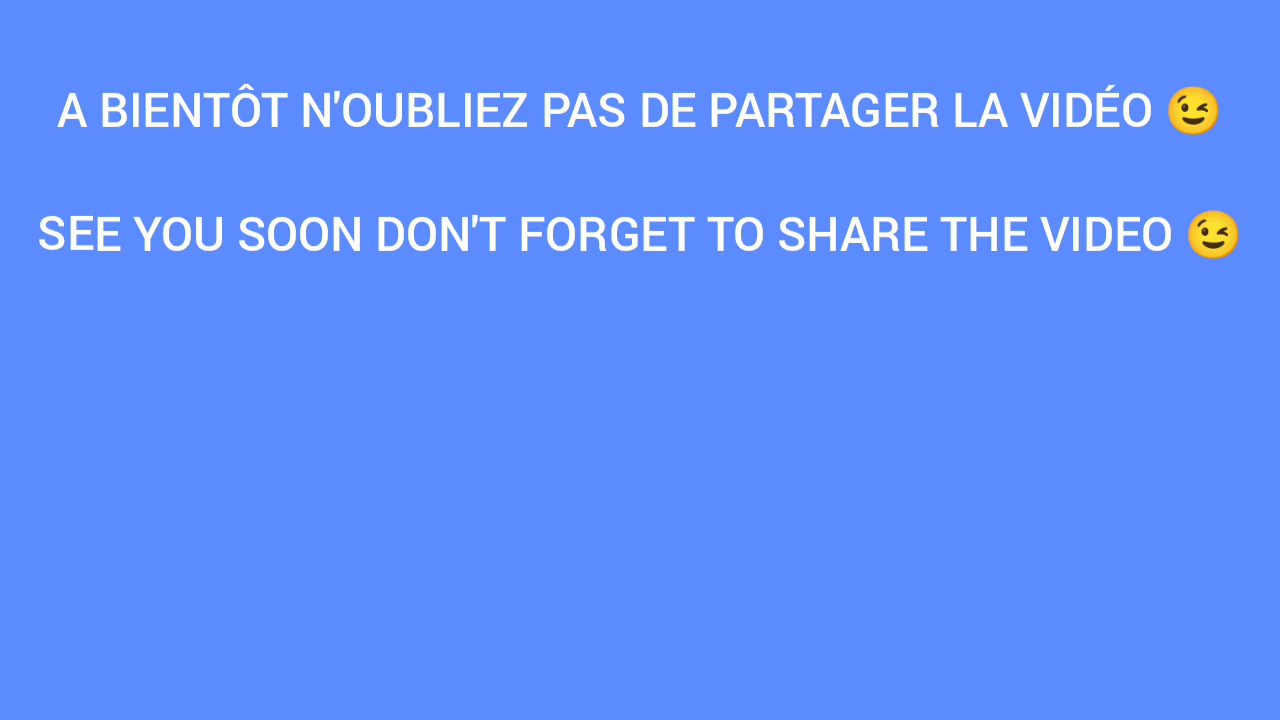 A BIENTÔT N'OUBLIEZ PAS DE PARTAGER LA VIDÉO 😉
SEE YOU SOON DON'T FORGET TO SHARE THE VIDEO 😉